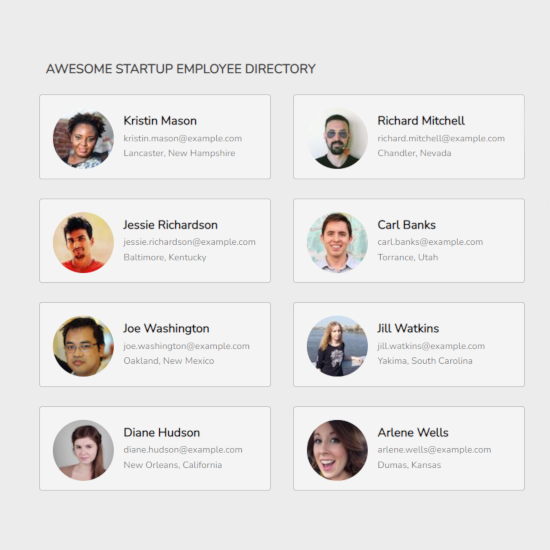 AWESOME STARTUP EMPLOYEE DIRECTORY
Kristin Mason
kristin.mason@example.com
Lancaster, New Hampshire
Richard Mitchell
richard.mitchell@example.com
Chandler, Nevada
Jessie Richardson
jessie.richardson@example.com
Baltimore, Kentucky
Carl Banks
carl.banks@example.com
Torrance, Utah
Joe Washington
joe.washington@example.com
Oakland, New Mexico
Jill Watkins
jill.watkins@example.com
Yakima, South Carolina
Diane Hudson
diane.hudson@example.com
New Orleans, California
Arlene Wells
arlene.wells@example.com
Dumas, Kansas